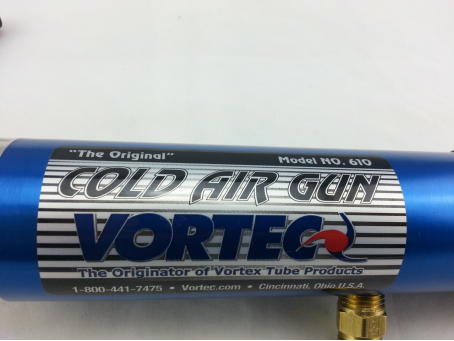 "The Original" Model NO. 610
COLD AIR GUN
VORTEC
The Originator of Vortex Tube Products
1-800-441-7475 • Vortec.com • Cincinnati, Ohio U.S.A.